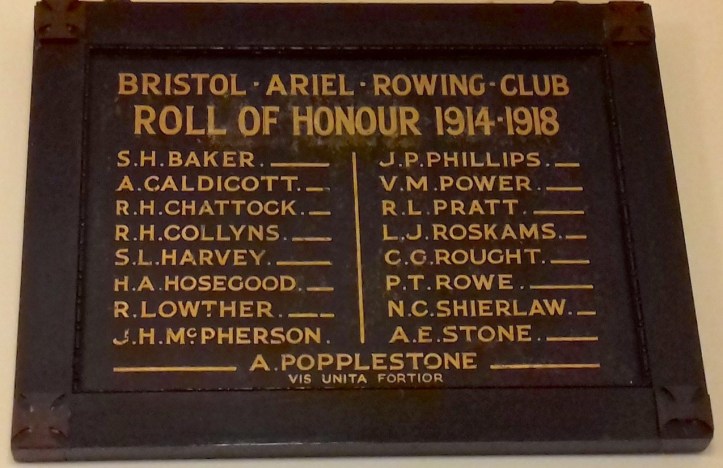 BRISTOL · ARIEL · ROWING · CLUB
ROLL OF HONOUR 1914-1918
S.H.BAKER.
A.CALDICOTT.
R.H.CHATTOCK.
R.H.COLLYNS.
S.L.HARVEY.
H.A.HOSEGOOD.
R.LOWTHER.
J.H.McPHERSON.
J.P.PHILLIPS.
V.M.POWER.
R.L.PRATT.
L.J.ROSKAMS.
C.G.ROUGHT.
P.T.ROWE.
N.C.SHIERLAW.
A.E.STONE.
A.POPPLESTONE
VIS UNITA FORTIOR